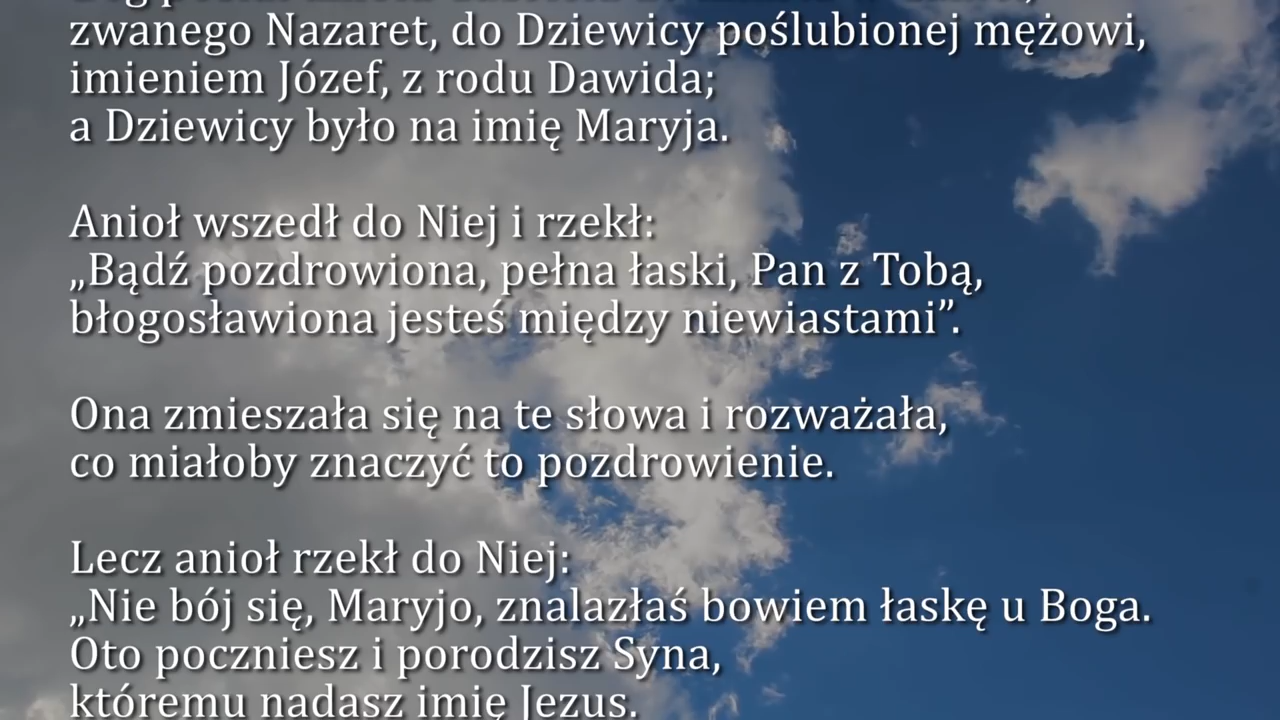 zwanego Nazaret, do Dziewicy poślubionej mężowi,
imieniem Józef, z rodu Dawida;
a Dziewicy było na imię Maryja.
Anioł wszedł do Niej i rzekł:
„Bądź pozdrowiona, pełna łaski, Pan z Tobą,
błogosławiona jesteś między niewiastami”.
Ona zmieszała się na te słowa i rozważała,
co miałoby znaczyć to pozdrowienie.
Lecz anioł rzekł do Niej:
„Nie bój się, Maryjo, znalazłaś bowiem łaskę u Boga.
Oto poczniesz i porodzisz Syna,
któremu nadasz imię Jezus.